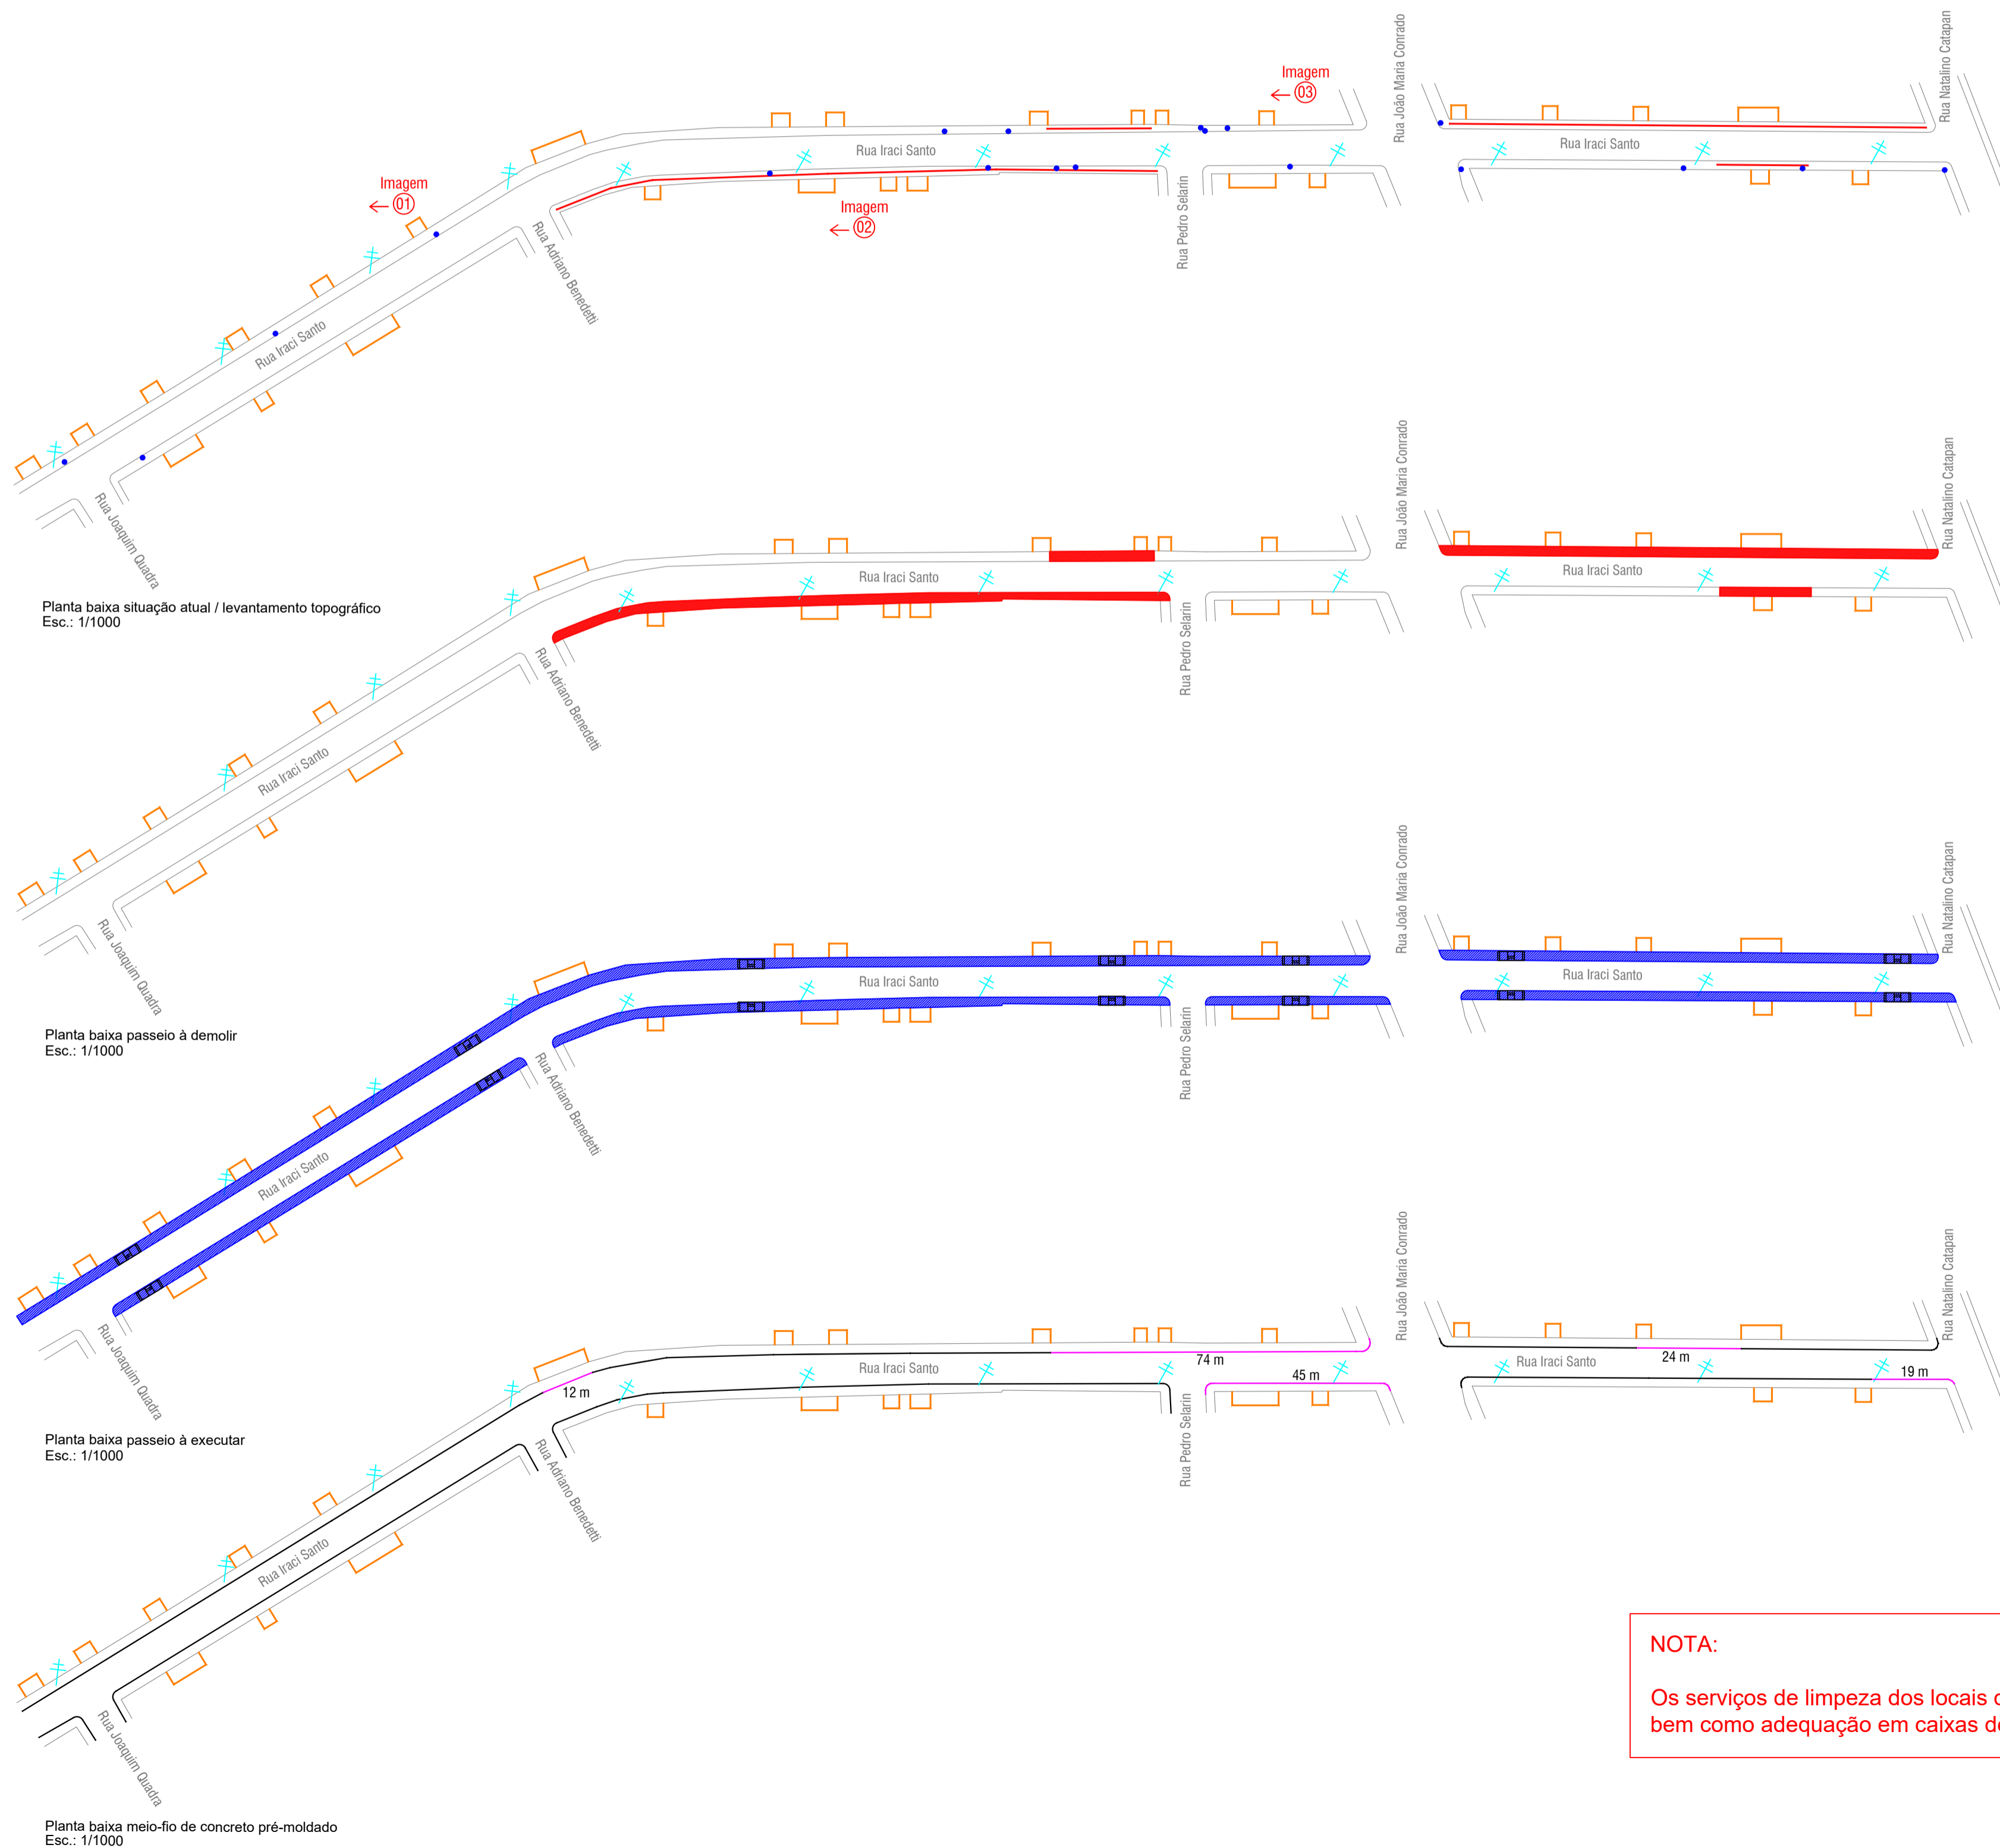 Imagem
01
Imagem
02
Imagem
03
Rua João Maria Conrado
Rua Natalino Catapan
Rua Iraci Santo
Rua Iraci Santo
Rua Iraci Santo
Rua Adriano Benedetti
Rua Pedro Selarin
Rua Joaquim Quadra
Planta baixa situação atual / levantamento topográfico
Esc.: 1/1000
Rua João Maria Conrado
Rua Natalino Catapan
Rua Iraci Santo
Rua Iraci Santo
Rua Iraci Santo
Rua Adriano Benedetti
Rua Pedro Selarin
Rua Joaquim Quadra
Planta baixa passeio à demolir
Esc.: 1/1000
Rua João Maria Conrado
Rua Natalino Catapan
Rua Iraci Santo
Rua Iraci Santo
Rua Iraci Santo
Rua Adriano Benedetti
Rua Pedro Selarin
Rua Joaquim Quadra
Planta baixa passeio à executar
Esc.: 1/1000
Rua João Maria Conrado
Rua Natalino Catapan
Rua Iraci Santo
Rua Iraci Santo
Rua Iraci Santo
12 m
74 m
45 m
24 m
19 m
Rua Adriano Benedetti
Rua Pedro Selarin
Rua Joaquim Quadra
Planta baixa meio-fio de concreto pré-moldado
Esc.: 1/1000
NOTA:
Os serviços de limpeza dos locais
bem como adequação em caixas